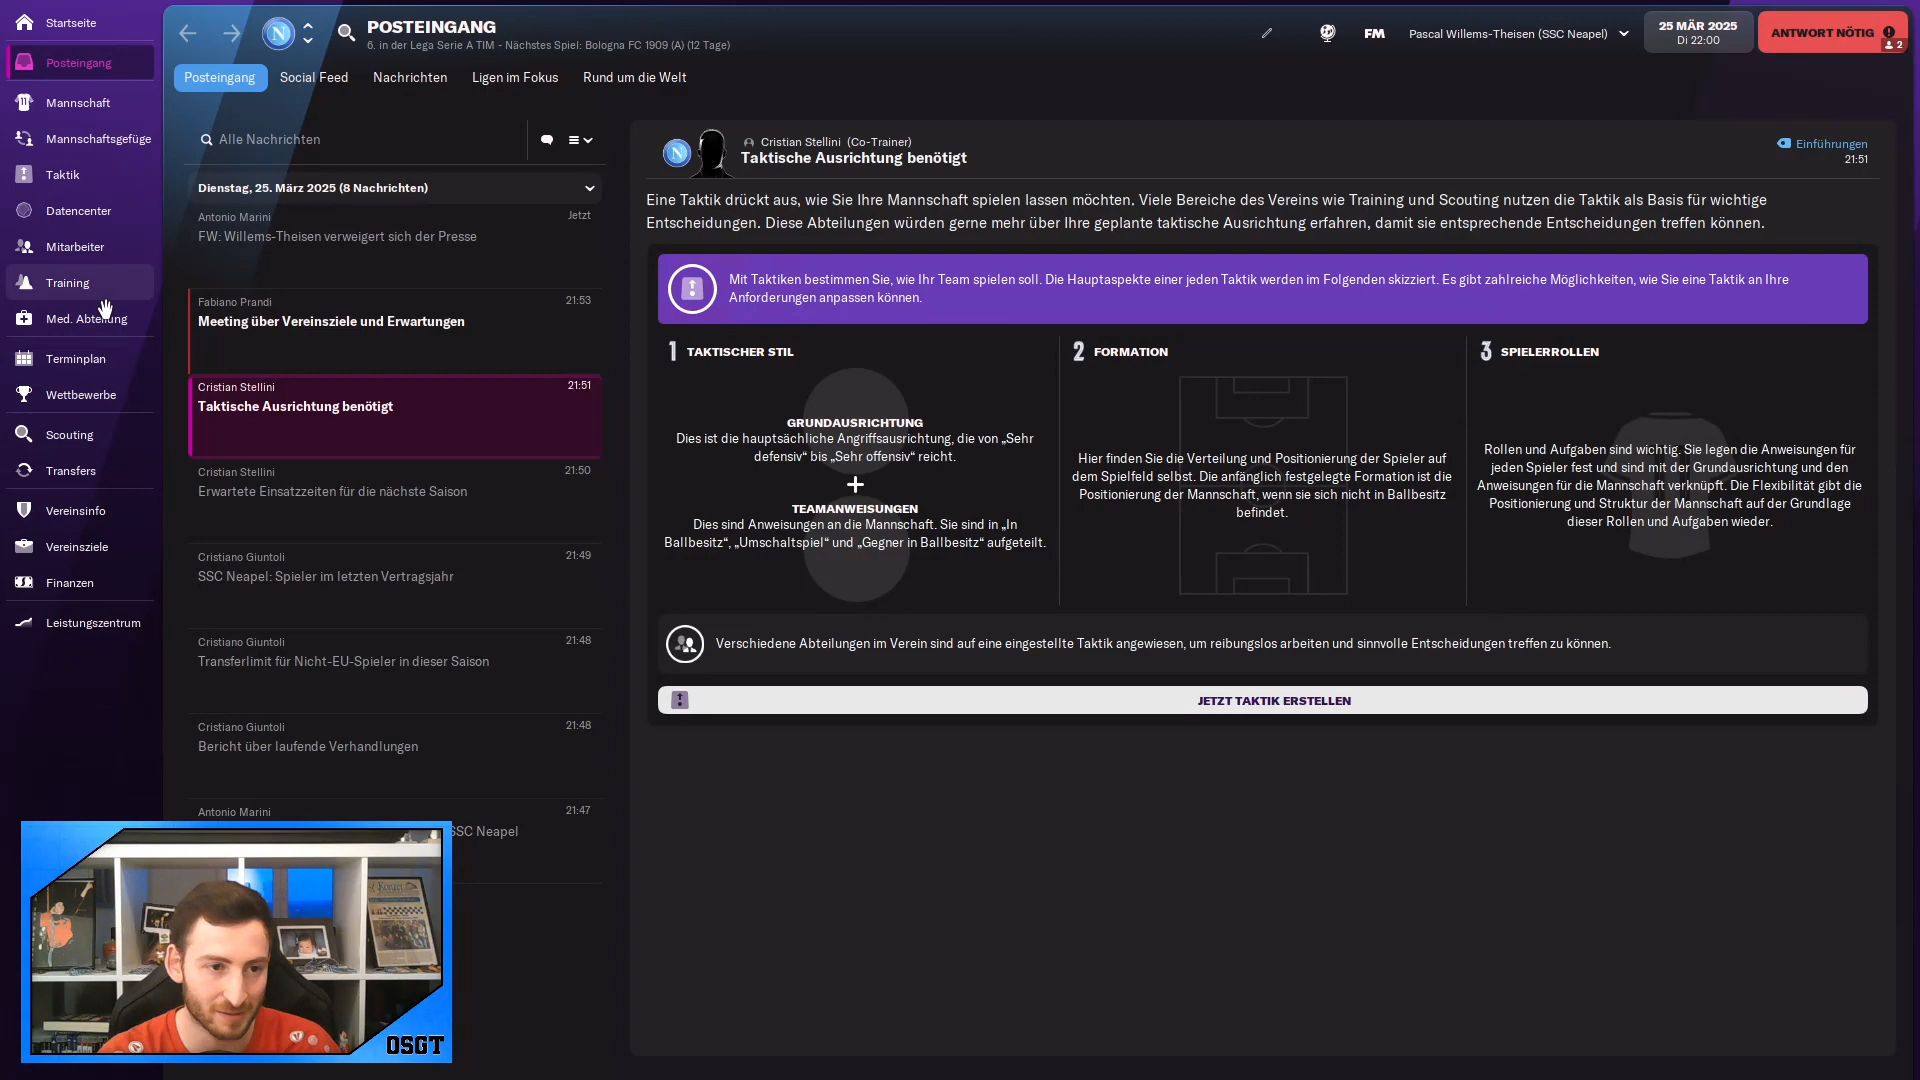 Startseite
Posteingang
Mannschaft
Mannschaftsgefüge
Taktik
Datencenter
Mitarbeiter
Training
Med. Abteilung
Terminplan
Wettbewerbe
Scouting
Transfers
Vereinsinfo
Vereinsziele
Finanzen
Leistungszentrum
POSTEINGANG
6. in der Lega Serie A TIM - Nächstes Spiel: Bologna FC 1909 (A) (12 Tage)
FM
Pascal Willems-Theisen (SSC Neapel)
25 MÄR 2025
Di 22:00
ANTWORT NÖTIG
2
Posteingang Social Feed Nachrichten Ligen im Fokus Rund um die Welt
Alle Nachrichten
Dienstag, 25. März 2025 (8 Nachrichten)
Antonio Marini Jetzt
FW: Willems-Theisen verweigert sich der Presse
Fabiano Prandi 21:53
Meeting über Vereinsziele und Erwartungen
Cristian Stellini 21:51
Taktische Ausrichtung benötigt
Cristian Stellini 21:50
Erwartete Einsatzzeiten für die nächste Saison
Cristiano Giuntoli 21:49
SSC Neapel: Spieler im letzten Vertragsjahr
Cristiano Giuntoli 21:48
Transferlimit für Nicht-EU-Spieler in dieser Saison
Cristiano Giuntoli 21:48
Bericht über laufende Verhandlungen
Antonio Marini 21:47
SSC Neapel
Cristian Stellini (Co-Trainer)
Taktische Ausrichtung benötigt
Einführungen
21:51
Eine Taktik drückt aus, wie Sie Ihre Mannschaft spielen lassen möchten. Viele Bereiche des Vereins wie Training und Scouting nutzen die Taktik als Basis für wichtige
Entscheidungen. Diese Abteilungen würden gerne mehr über Ihre geplante taktische Ausrichtung erfahren, damit sie entsprechende Entscheidungen treffen können.
Mit Taktiken bestimmen Sie, wie Ihr Team spielen soll. Die Hauptaspekte einer jeden Taktik werden im Folgenden skizziert. Es gibt zahlreiche Möglichkeiten, wie Sie eine Taktik an Ihre
Anforderungen anpassen können.
1 TAKTISCHER STIL
GRUNDAUSRICHTUNG
Dies ist die hauptsächliche Angriffsausrichtung, die von „Sehr
defensiv“ bis „Sehr offensiv“ reicht.
+
TEAMANWEISUNGEN
Dies sind Anweisungen an die Mannschaft. Sie sind in „In
Ballbesitz“, „Umschaltspiel“ und „Gegner in Ballbesitz“ aufgeteilt.
2 FORMATION
Hier finden Sie die Verteilung und Positionierung der Spieler auf
dem Spielfeld selbst. Die anfänglich festgelegte Formation ist die
Positionierung der Mannschaft, wenn sie sich nicht in Ballbesitz
befindet.
3 SPIELERROLLEN
Rollen und Aufgaben sind wichtig. Sie legen die Anweisungen für
jeden Spieler fest und sind mit der Grundausrichtung und den
Anweisungen für die Mannschaft verknüpft. Die Flexibilität gibt die
Positionierung und Struktur der Mannschaft auf der Grundlage
dieser Rollen und Aufgaben wieder.
Verschiedene Abteilungen im Verein sind auf eine eingestellte Taktik angewiesen, um reibungslos arbeiten und sinnvolle Entscheidungen treffen zu können.
JETZT TAKTIK ERSTELLEN
OSGT